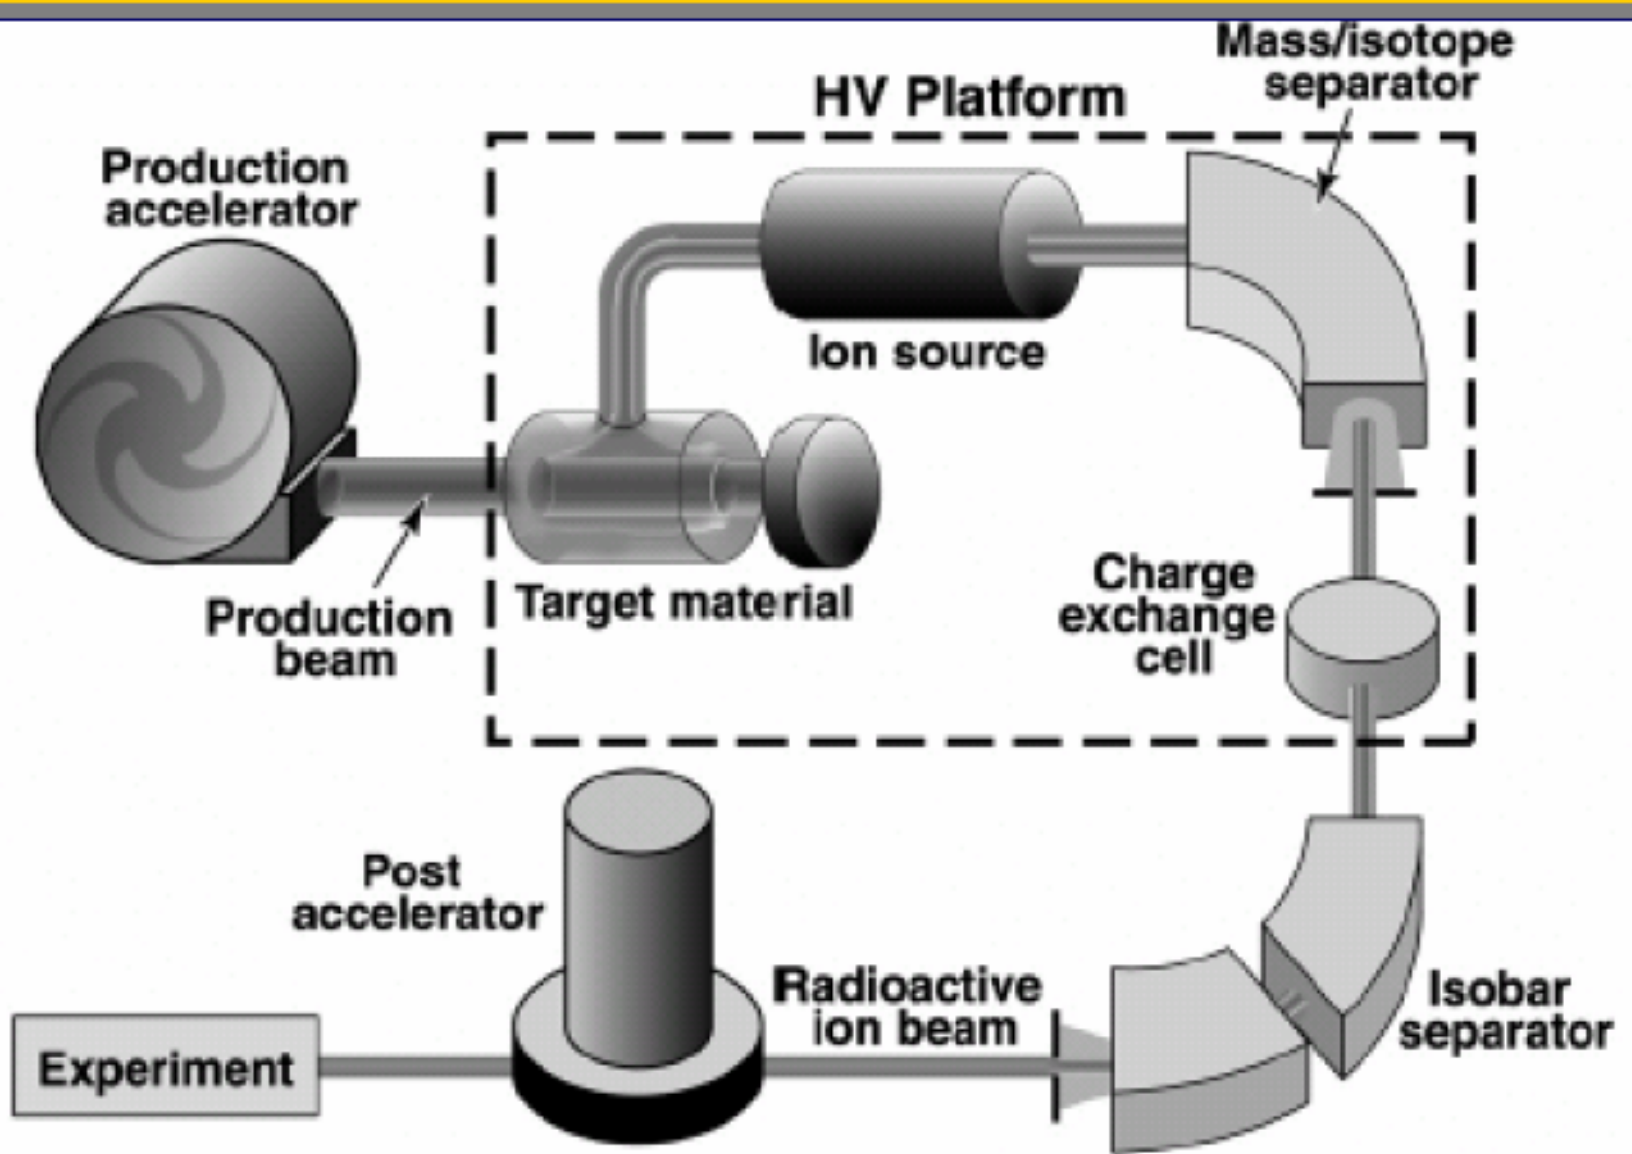 Mass/isotope
separator
HV Platform
Production
accelerator
Ion source
Production
beam
Target material
Charge
exchange
cell
Post
accelerator
Radioactive
ion beam
Isobar
separator
Experiment